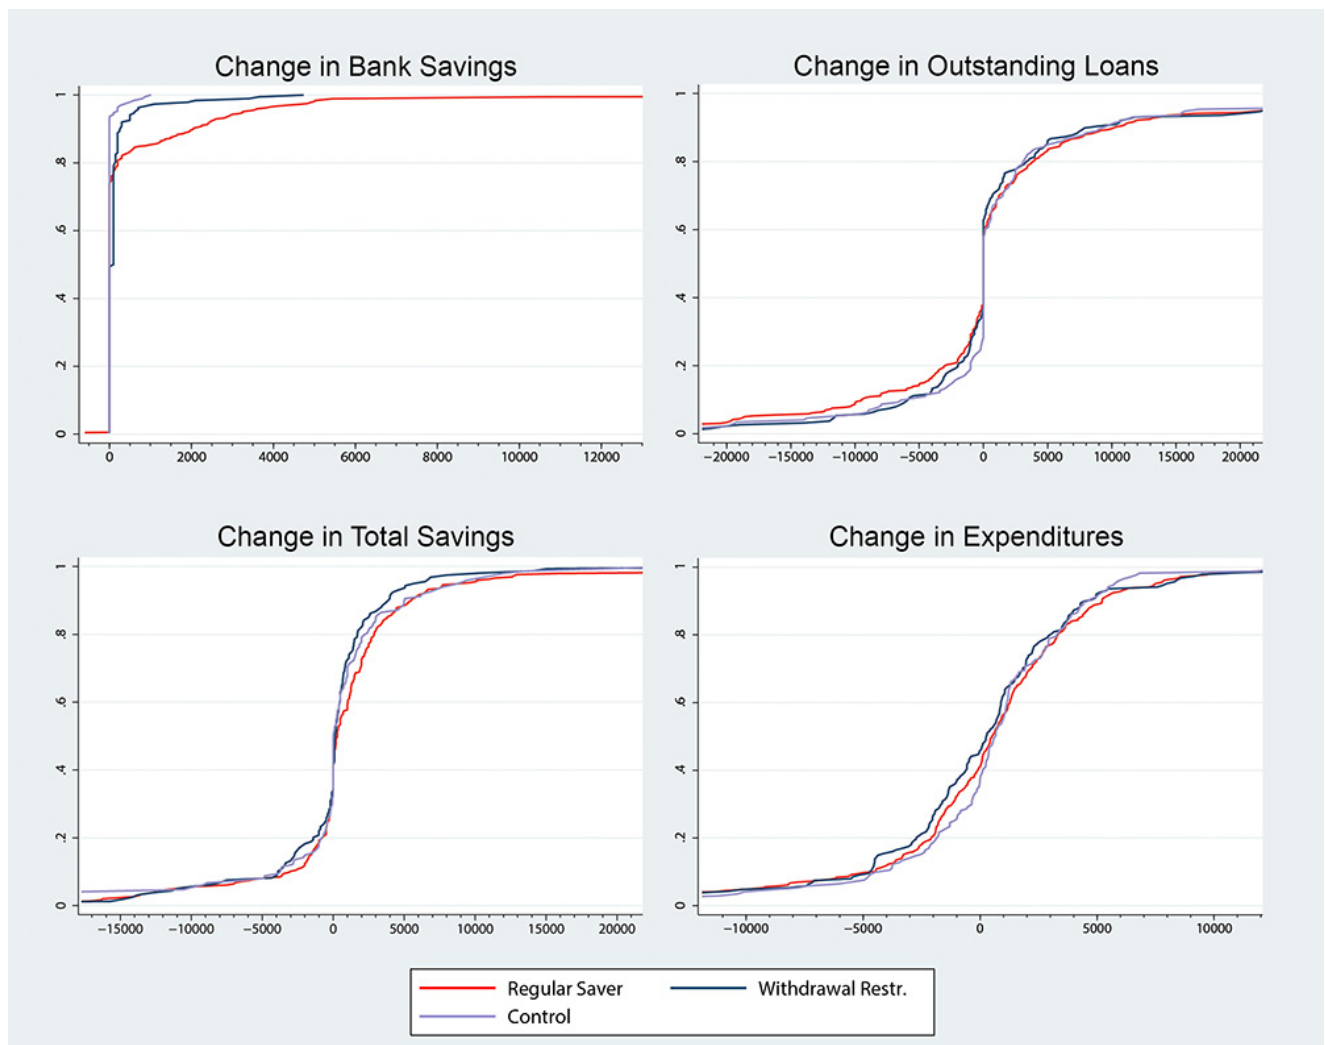 Change in Bank Savings
1
.8
.6
.4
.2
0
0 2000 4000 6000 8000 10000 12000
Change in Outstanding Loans
1
.8
.6
.4
.2
0
−20000 −15000 −10000 −5000 0 5000 10000 15000 20000
Change in Total Savings
1
.8
.6
.4
.2
0
−15000 −10000 −5000 0 5000 10000 15000 20000
Change in Expenditures
1
.8
.6
.4
.2
0
−10000 −5000 0 5000 10000
Regular Saver Withdrawal Restr.
Control